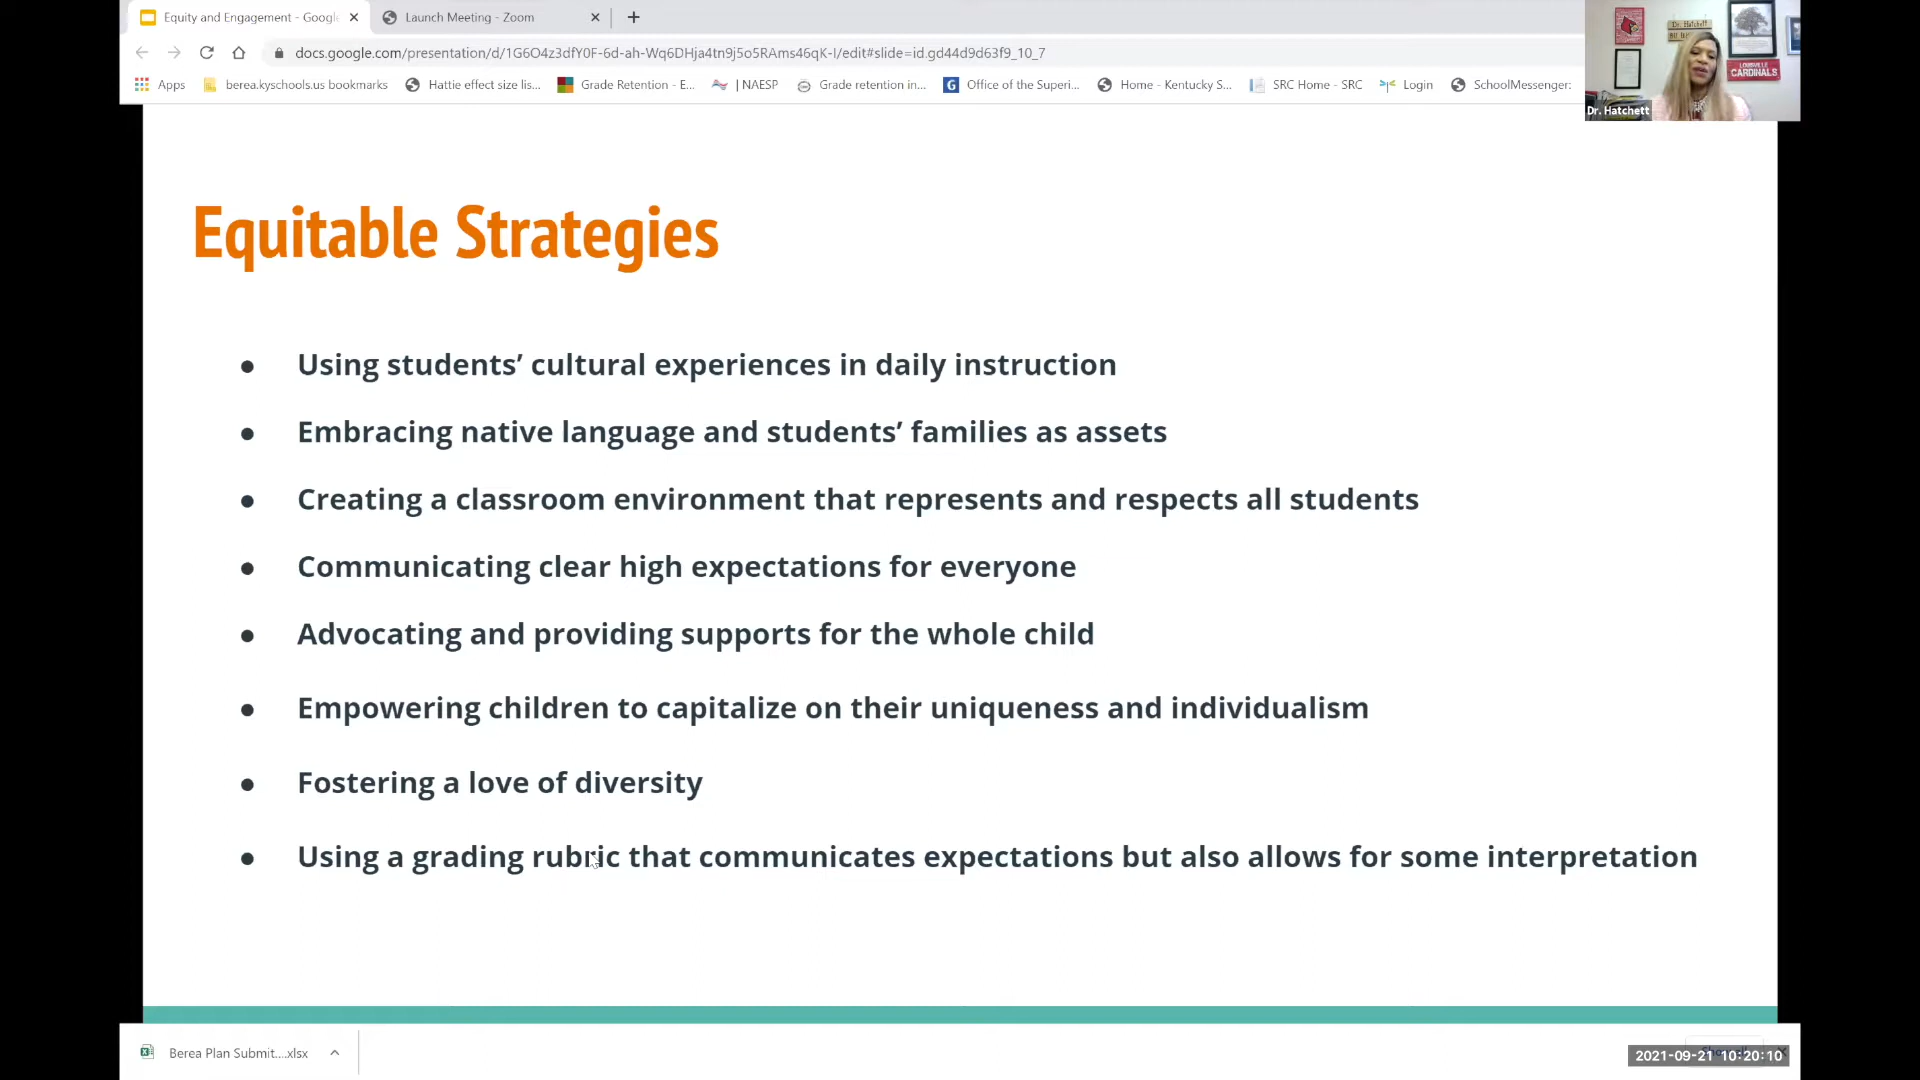 Equity and Engagement - Google
Launch Meeting - Zoom
docs.google.com/presentation/d/1G6O4z3dfY0F-6d-ah-Wq6DHja4tn9j5o5RAms46qK-I/edit#slide=id.gd44d9d63f9_10_7
Apps berea.kyschools.us bookmarks Hattie effect size lis... Grade Retention - E... | NAESP Grade retention in... Office of the Superi... Home - Kentucky S... SRC Home - SRC Login SchoolMessenger:
Dr. Hatchett
LOUISVILLE
CARDINALS
Dr. Hatchett
Equitable Strategies
● Using students’ cultural experiences in daily instruction
● Embracing native language and students’ families as assets
● Creating a classroom environment that represents and respects all students
● Communicating clear high expectations for everyone
● Advocating and providing supports for the whole child
● Empowering children to capitalize on their uniqueness and individualism
● Fostering a love of diversity
● Using a grading rubric that communicates expectations but also allows for some interpretation
Berea Plan Submit....xlsx
2021-09-21 10:20:10